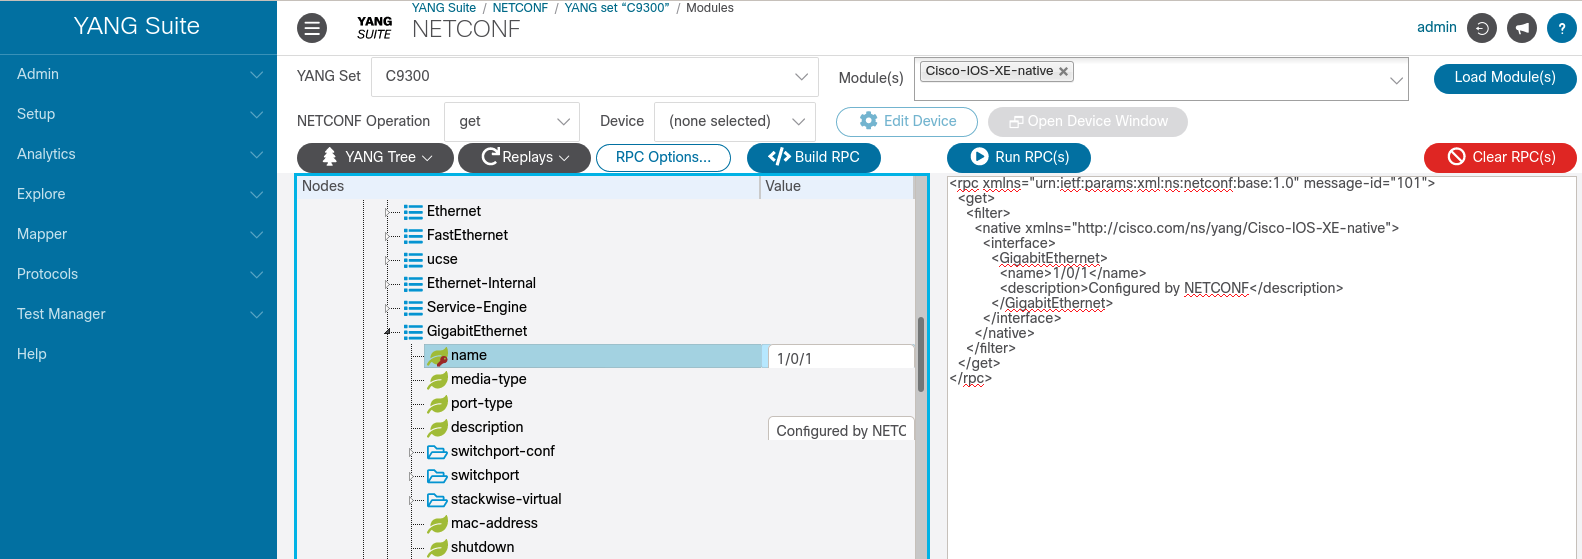 YANG Suite
Admin
Setup
Analytics
Explore
Mapper
Protocols
Test Manager
Help
YANG SUITE
YANG Suite / NETCONF / YANG set “C9300” / Modules
NETCONF
admin
?
YANG Set C9300 Module(s) Cisco-IOS-XE-native Load Module(s)
NETCONF Operation get Device (none selected) Edit Device Open Device Window
YANG Tree Replays RPC Options... </> Build RPC Run RPC(s) Clear RPC(s)
Nodes Value
Ethernet
FastEthernet
ucse
Ethernet-Internal
Service-Engine
GigabitEthernet
name 1/0/1
media-type
port-type
description Configured by NETC
switchport-conf
switchport
stackwise-virtual
mac-address
shutdown
<rpc xmlns="urn:ietf:params:xml:ns:netconf:base:1.0" message-id="101">
<get>
<filter>
<native xmlns="http://cisco.com/ns/yang/Cisco-IOS-XE-native">
<interface>
<GigabitEthernet>
<name>1/0/1</name>
<description>Configured by NETCONF</description>
</GigabitEthernet>
</interface>
</native>
</filter>
</get>
</rpc>